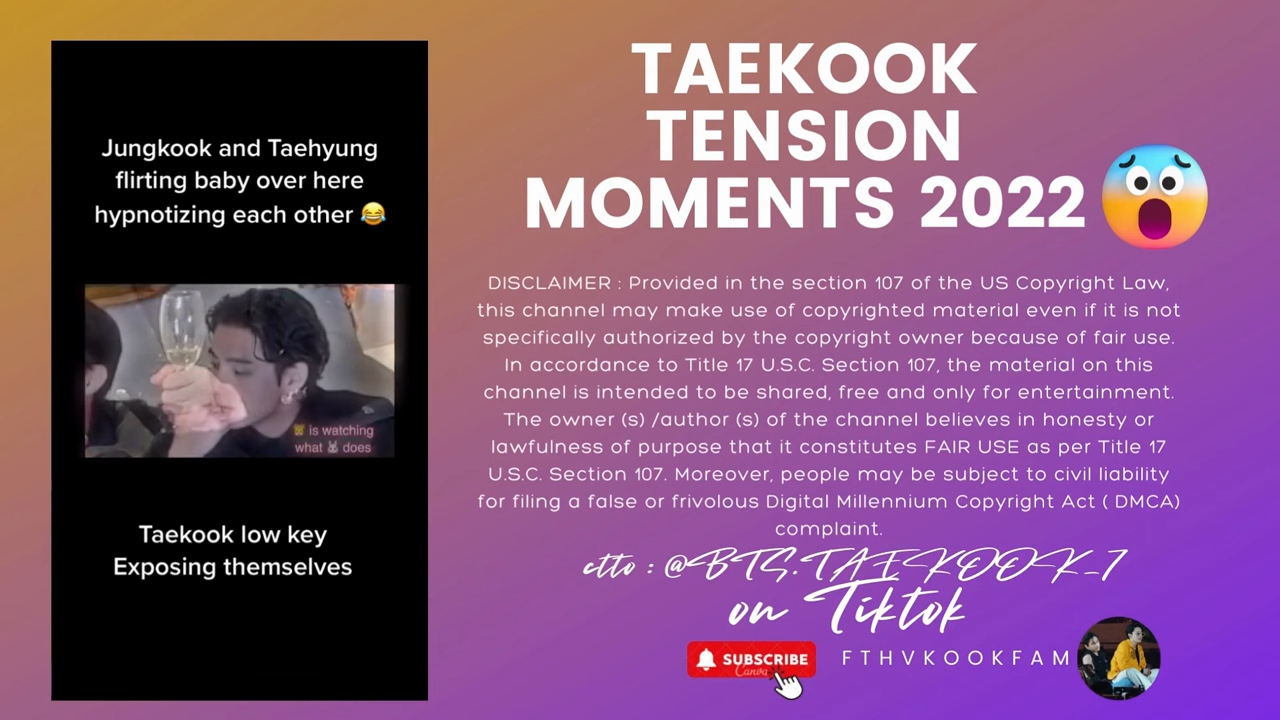 Jungkook and Taehyung
flirting baby over here
hypnotizing each other 😂
🐯 is watching
what 🐰 does
Taekook low key
Exposing themselves
TAEKOOK
TENSION
MOMENTS 2022
DISCLAIMER : Provided in the section 107 of the US Copyright Law,
this channel may make use of copyrighted material even if it is not
specifically authorized by the copyright owner because of fair use.
In accordance to Title 17 U.S.C. Section 107, the material on this
channel is intended to be shared, free and only for entertainment.
The owner (s) /author (s) of the channel believes in honesty or
lawfulness of purpose that it constitutes FAIR USE as per Title 17
U.S.C. Section 107. Moreover, people may be subject to civil liability
for filing a false or frivolous Digital Millennium Copyright Act ( DMCA)
complaint.
ctto : @BTS.TAEKOOK_7
on Tiktok
SUBSCRIBE
Canva
FTHVKOOKFAM